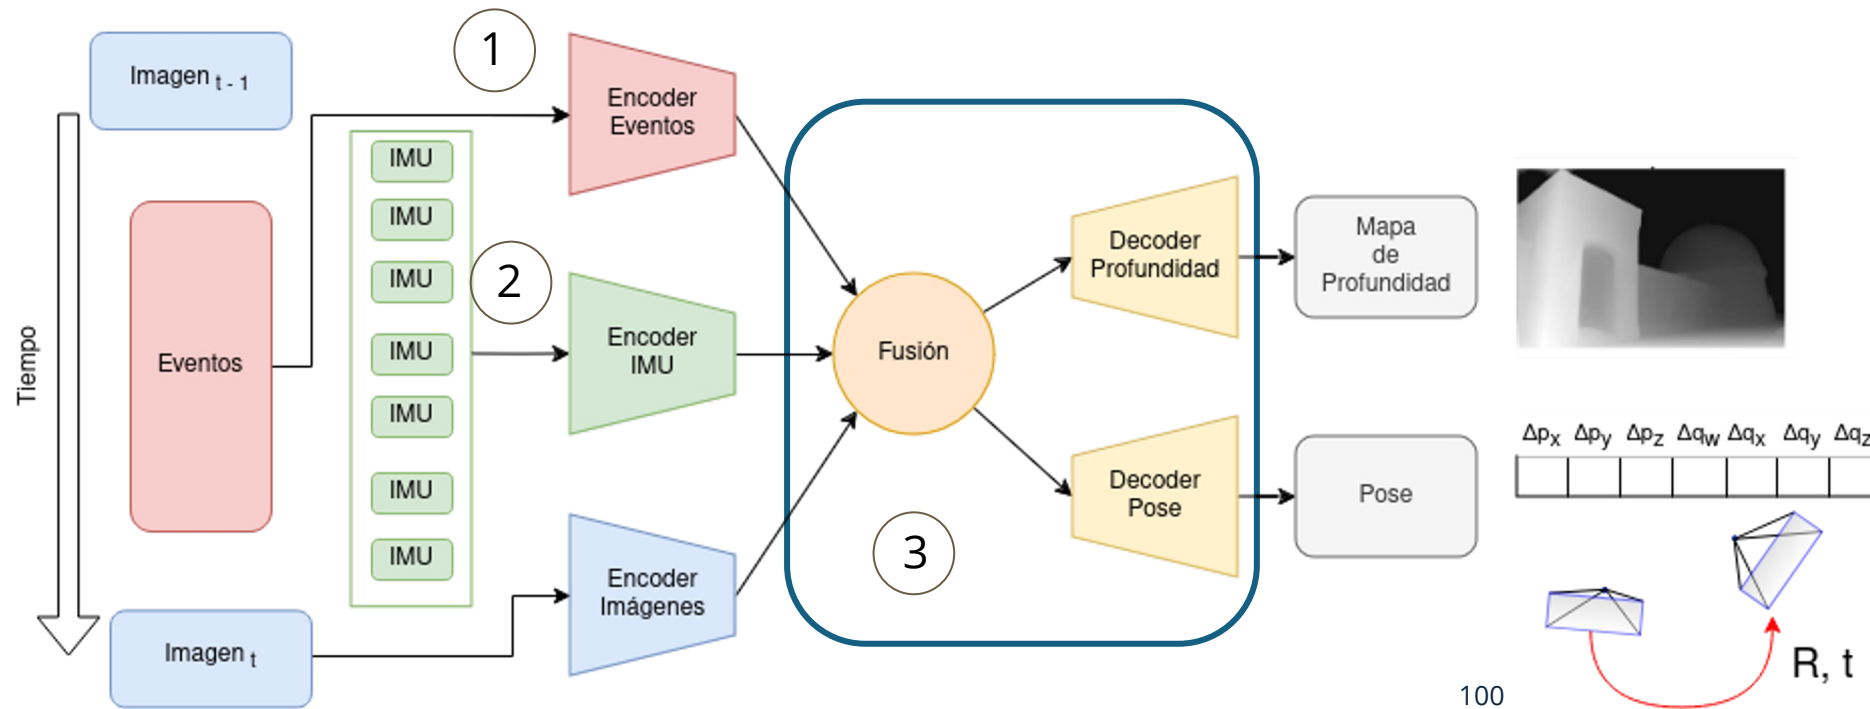 Imagen t - 1
1
Encoder
Eventos
IMU
IMU
IMU
IMU
IMU
IMU
IMU
2
Tiempo
Eventos
Encoder
IMU
Fusión
Decoder
Profundidad
Mapa
de
Profundidad
Δpx Δpy Δpz Δqw Δqx Δqy Δqz
Decoder
Pose
Pose
3
Encoder
Imágenes
Imagen t
R, t
100